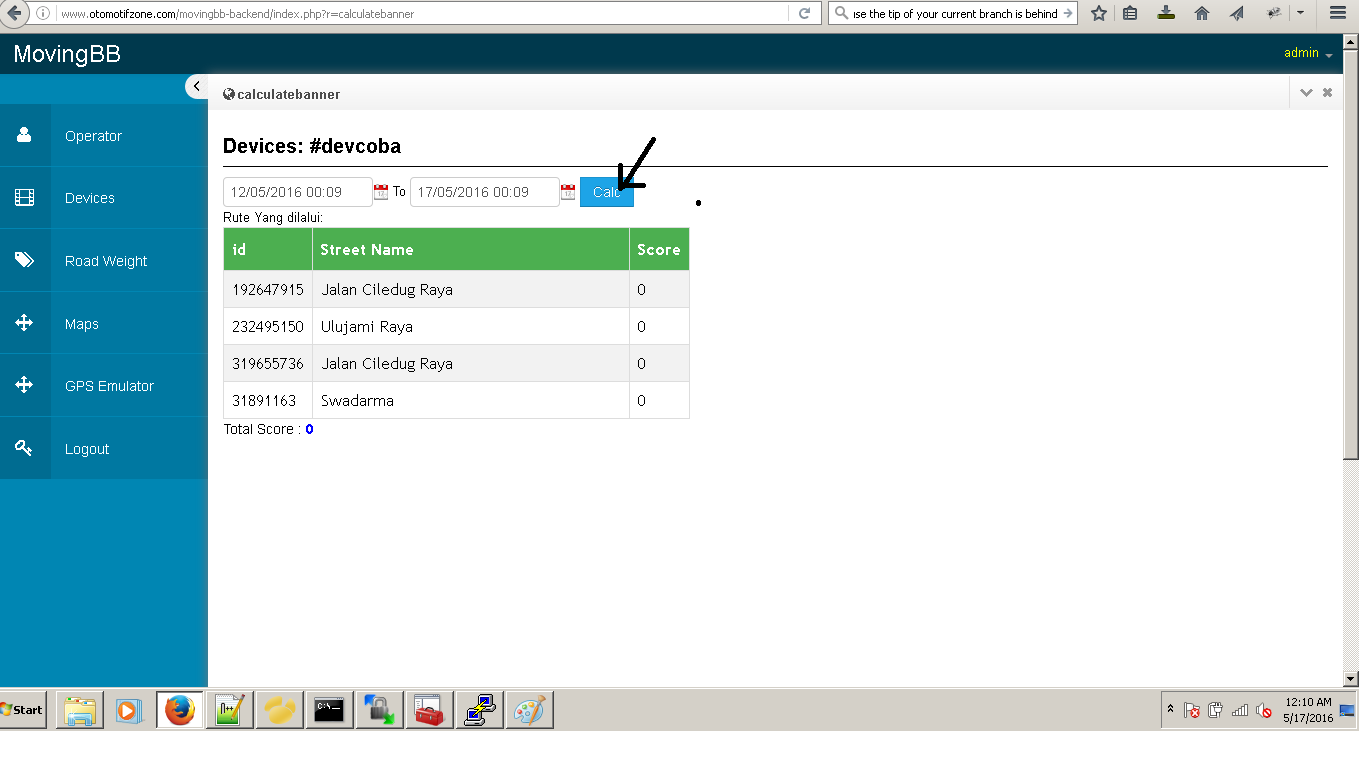 www.otomotifzone.com/movingbb-backend/index.php?r=calculatebanner
ıse the tip of your current branch is behind
MovingBB
admin
calculatebanner
Operator
Devices
Road Weight
Maps
GPS Emulator
Logout
Devices: #devcoba
12/05/2016 00:09 To 17/05/2016 00:09 Calc
Rute Yang dilalui:
id Street Name Score
192647915 Jalan Ciledug Raya 0
232495150 Ulujami Raya 0
319655736 Jalan Ciledug Raya 0
31891163 Swadarma 0
Total Score : 0
Start
12:10 AM
5/17/2016